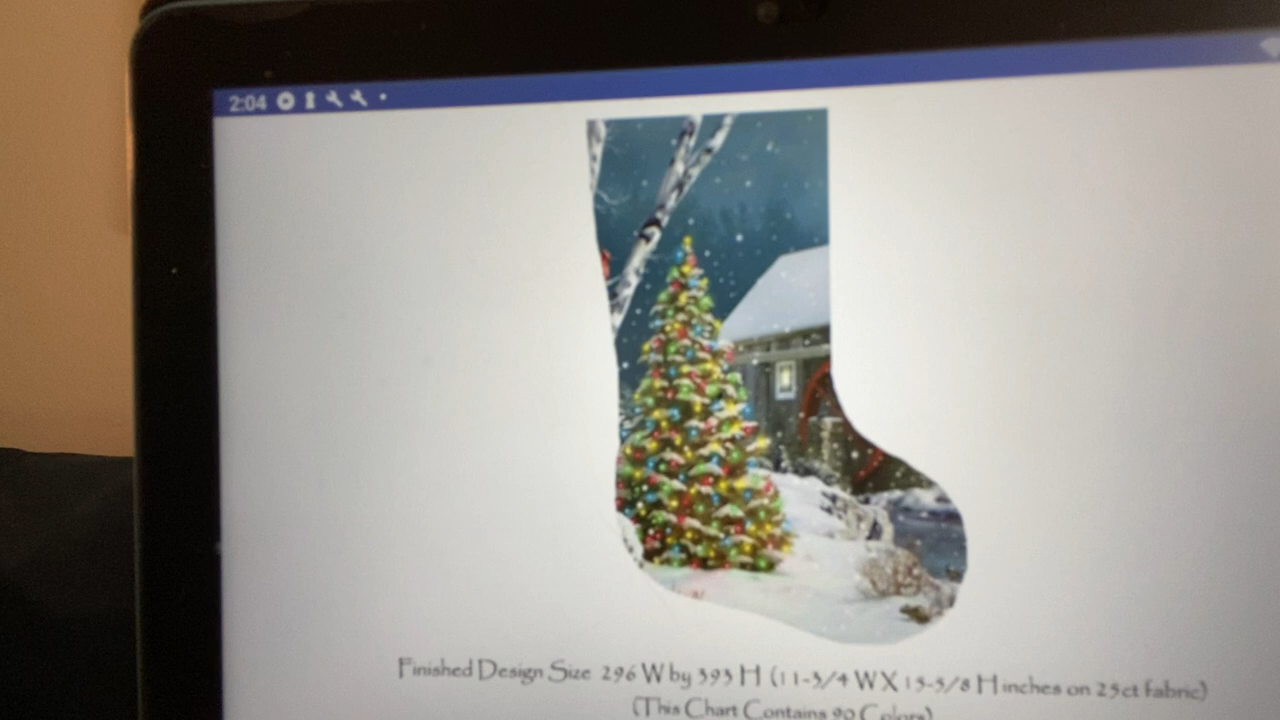 2:04
Finished Design Size 296 W by 393 H (11-3/4 W X 15-5/8 H inches on 25ct fabric)
(This Chart Contains 90 Colors)